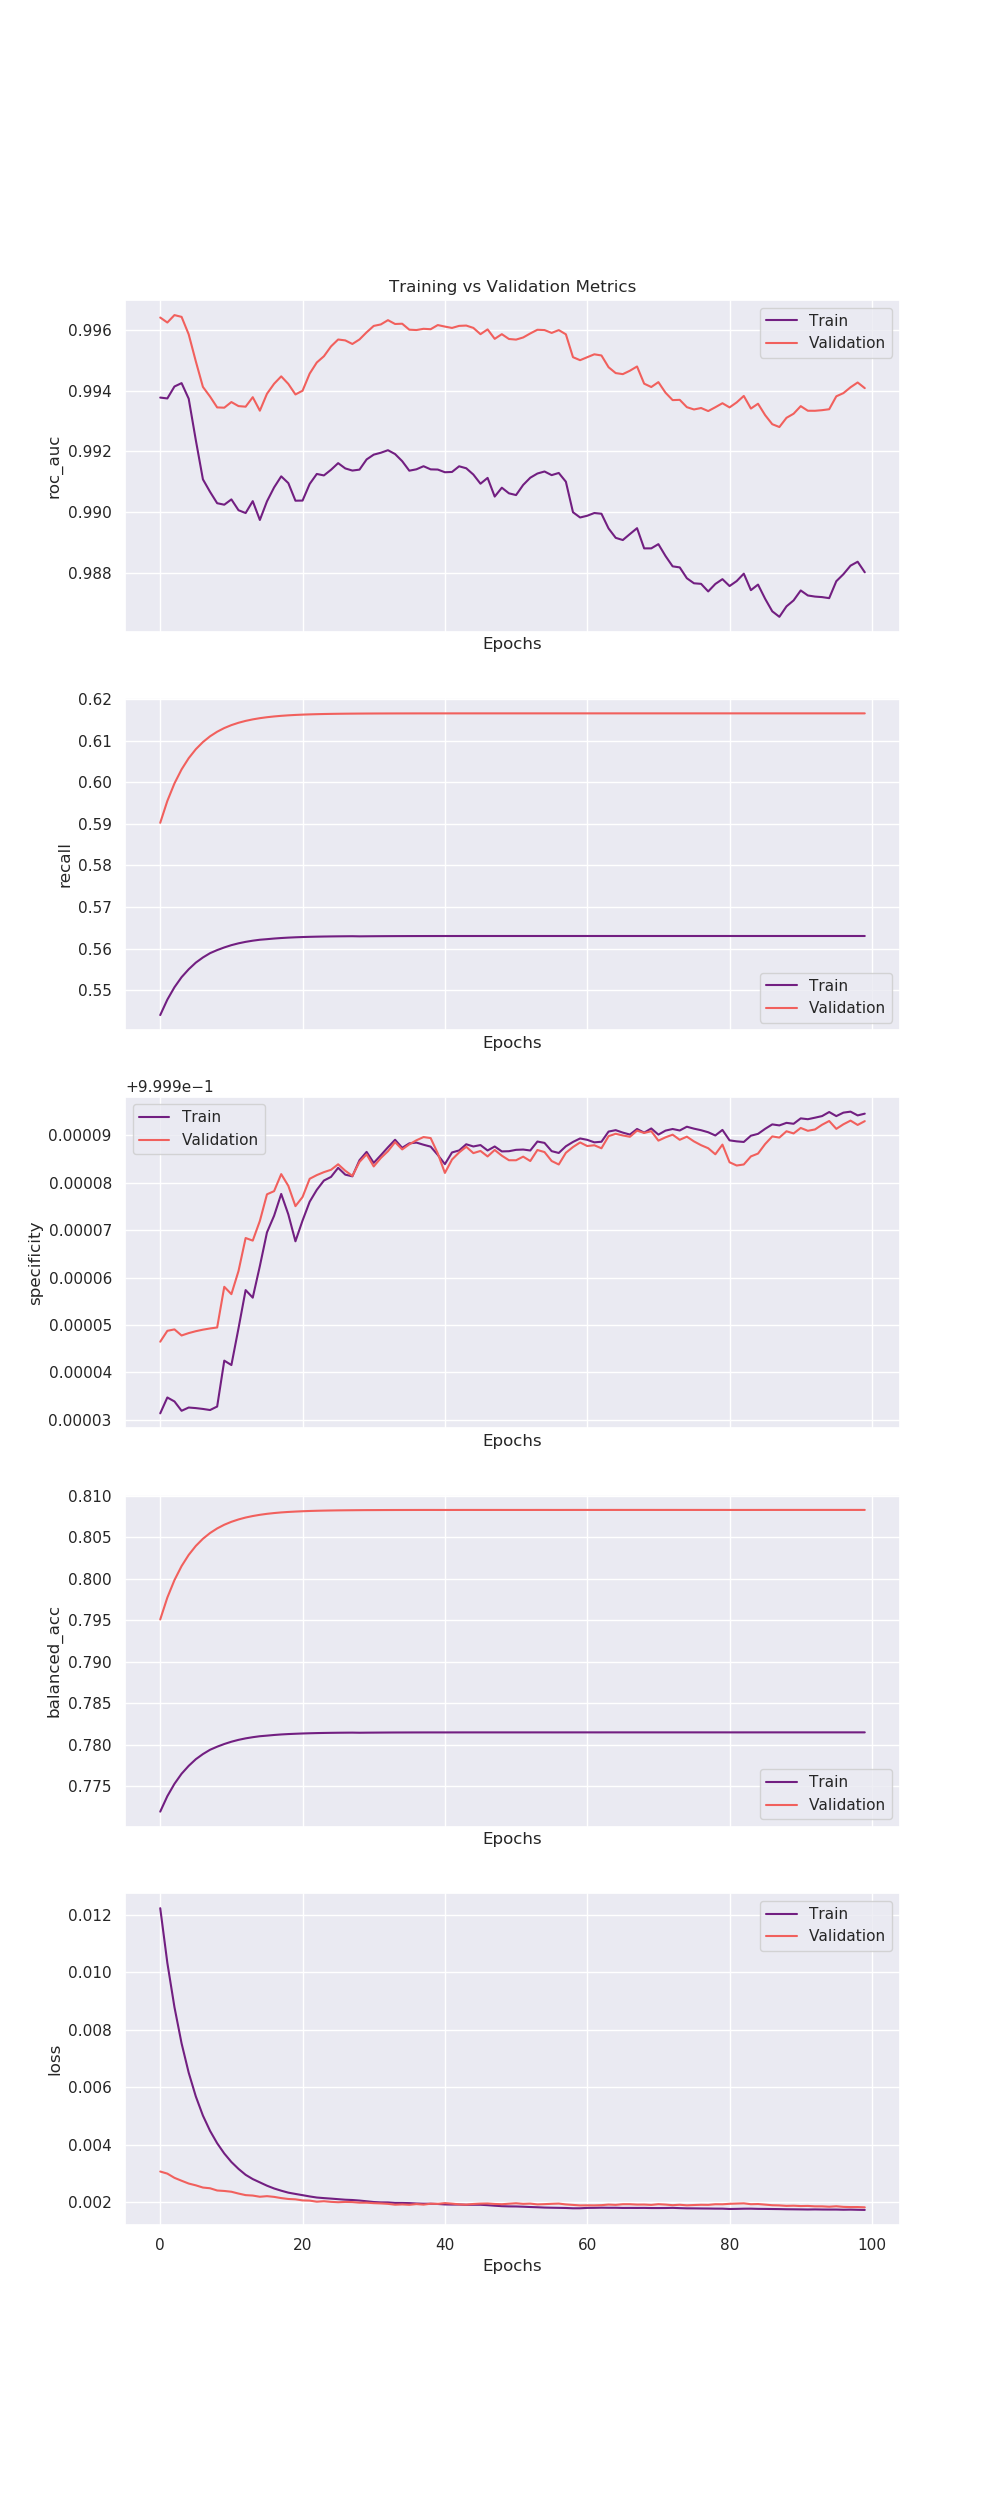 Training vs Validation Metrics
0.996
0.994
0.992
0.990
0.988
roc_auc
Train
Validation
Epochs
0.62
0.61
0.60
0.59
0.58
0.57
0.56
0.55
recall
Train
Validation
Epochs
+9.999e−1
0.00009
0.00008
0.00007
0.00006
0.00005
0.00004
0.00003
specificity
Train
Validation
Epochs
0.810
0.805
0.800
0.795
0.790
0.785
0.780
0.775
balanced_acc
Train
Validation
Epochs
0.012
0.010
0.008
0.006
0.004
0.002
loss
Train
Validation
0 20 40 60 80 100
Epochs